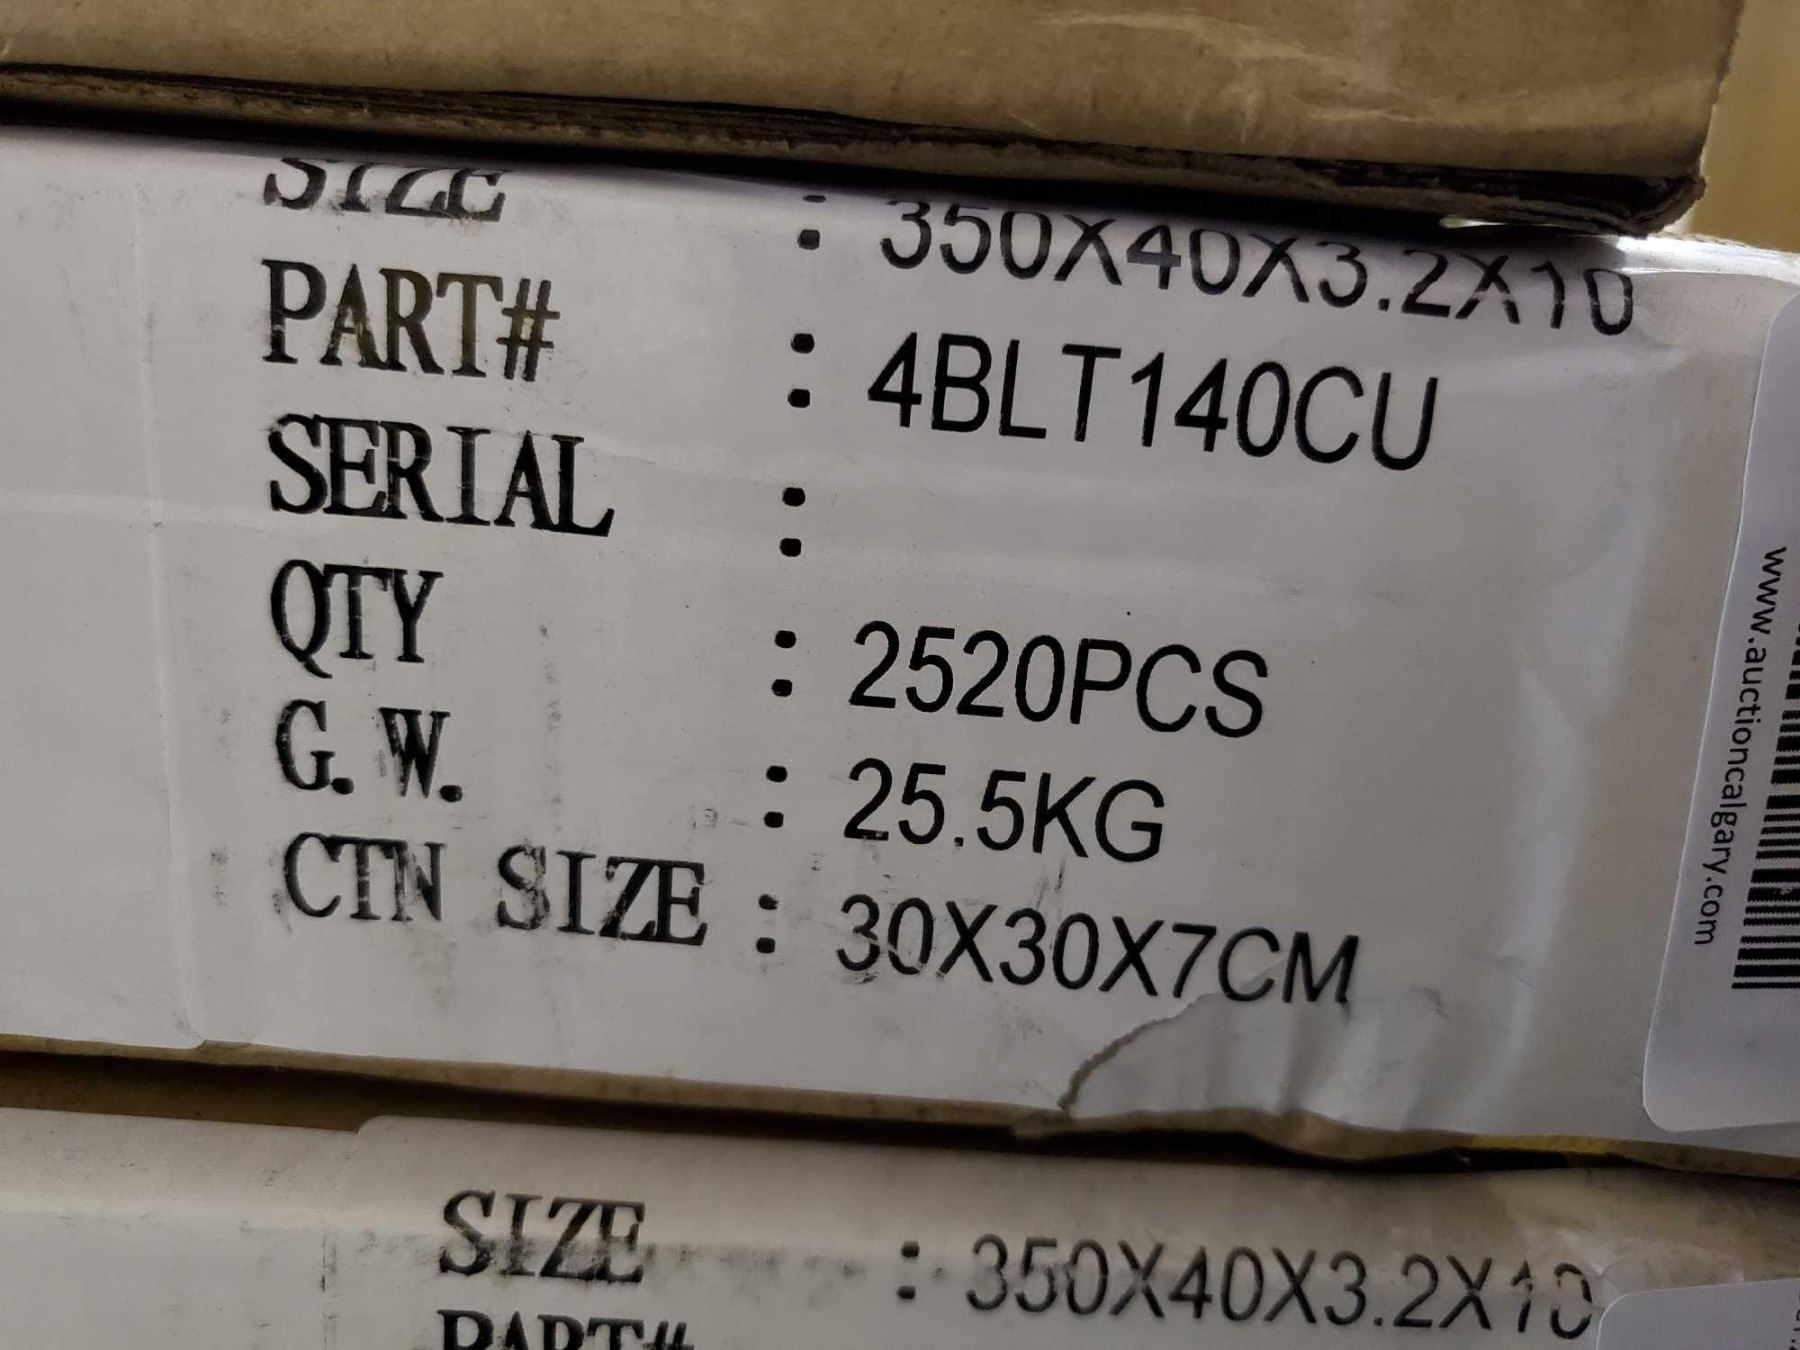 SIZE : 350X40X3.2X10
PART# : 4BLT140CU
SERIAL :
QTY : 2520PCS
G.W. : 25.5KG
CTN SIZE : 30X30X7CM
www.auctioncalgary.com
SIZE : 350X40X3.2X10
PART#